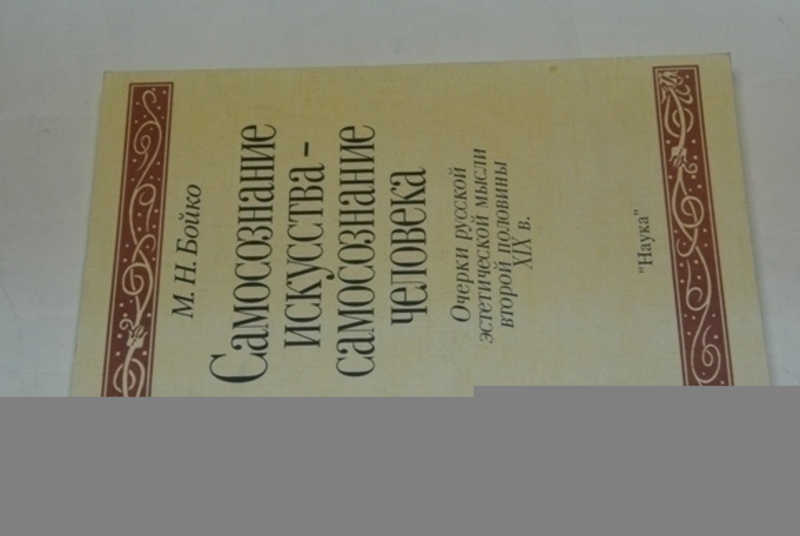 М. Н. Бойко
Самосознание
искусства -
самосознание
человека
Очерки русской
эстетической мысли
второй половины
XIX в.
"Наука"